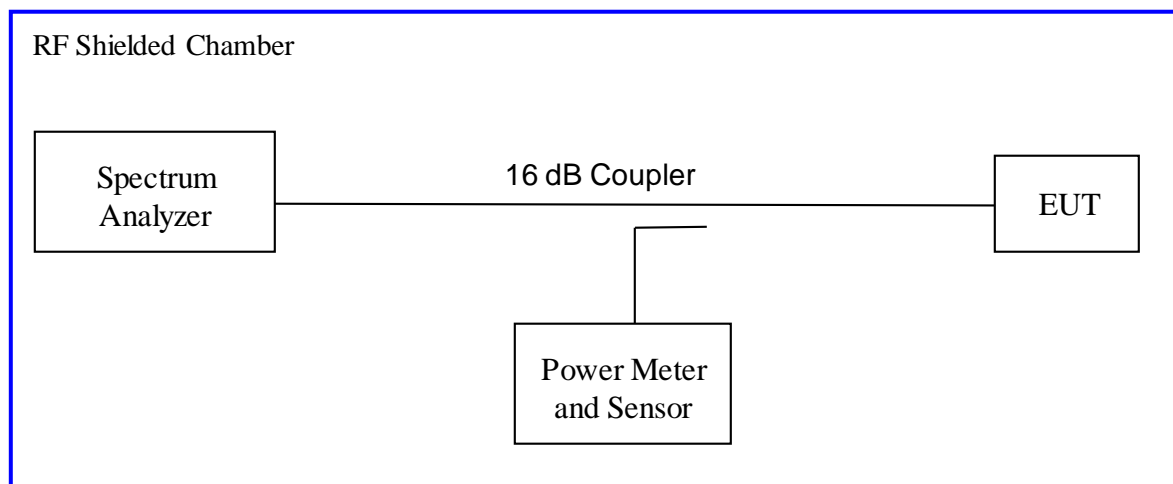 RF Shielded Chamber
16 dB Coupler
Spectrum
Analyzer
EUT
Power Meter
and Sensor